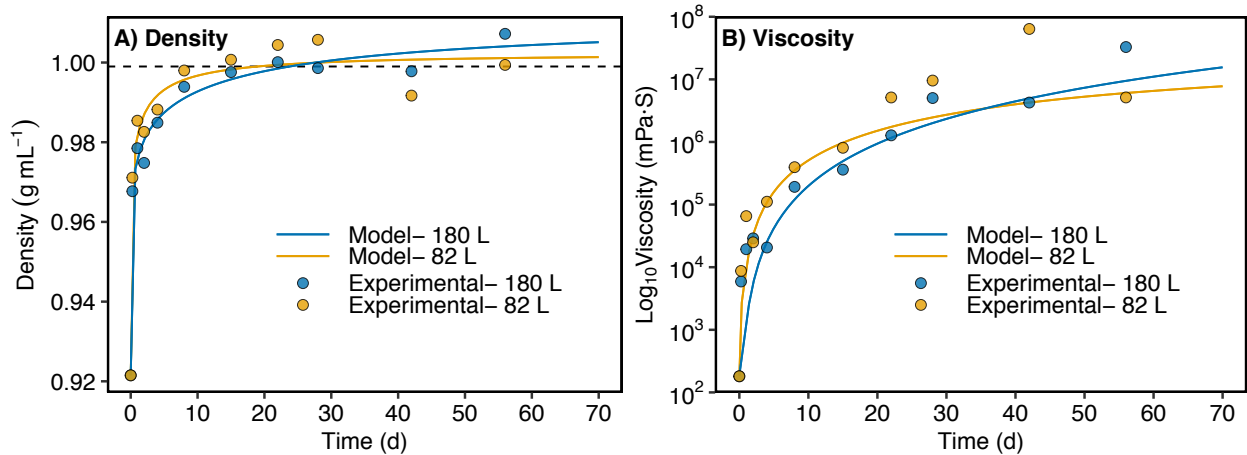 A) Density
1.00
0.98
0.96
0.94
0.92
Density (g mL⁻¹)
Model− 180 L
Model− 82 L
Experimental− 180 L
Experimental− 82 L
0 10 20 30 40 50 60 70
Time (d)
B) Viscosity
10⁸
10⁷
10⁶
10⁵
10⁴
10³
10²
Log₁₀Viscosity (mPa·S)
Model− 180 L
Model− 82 L
Experimental− 180 L
Experimental− 82 L
0 10 20 30 40 50 60 70
Time (d)